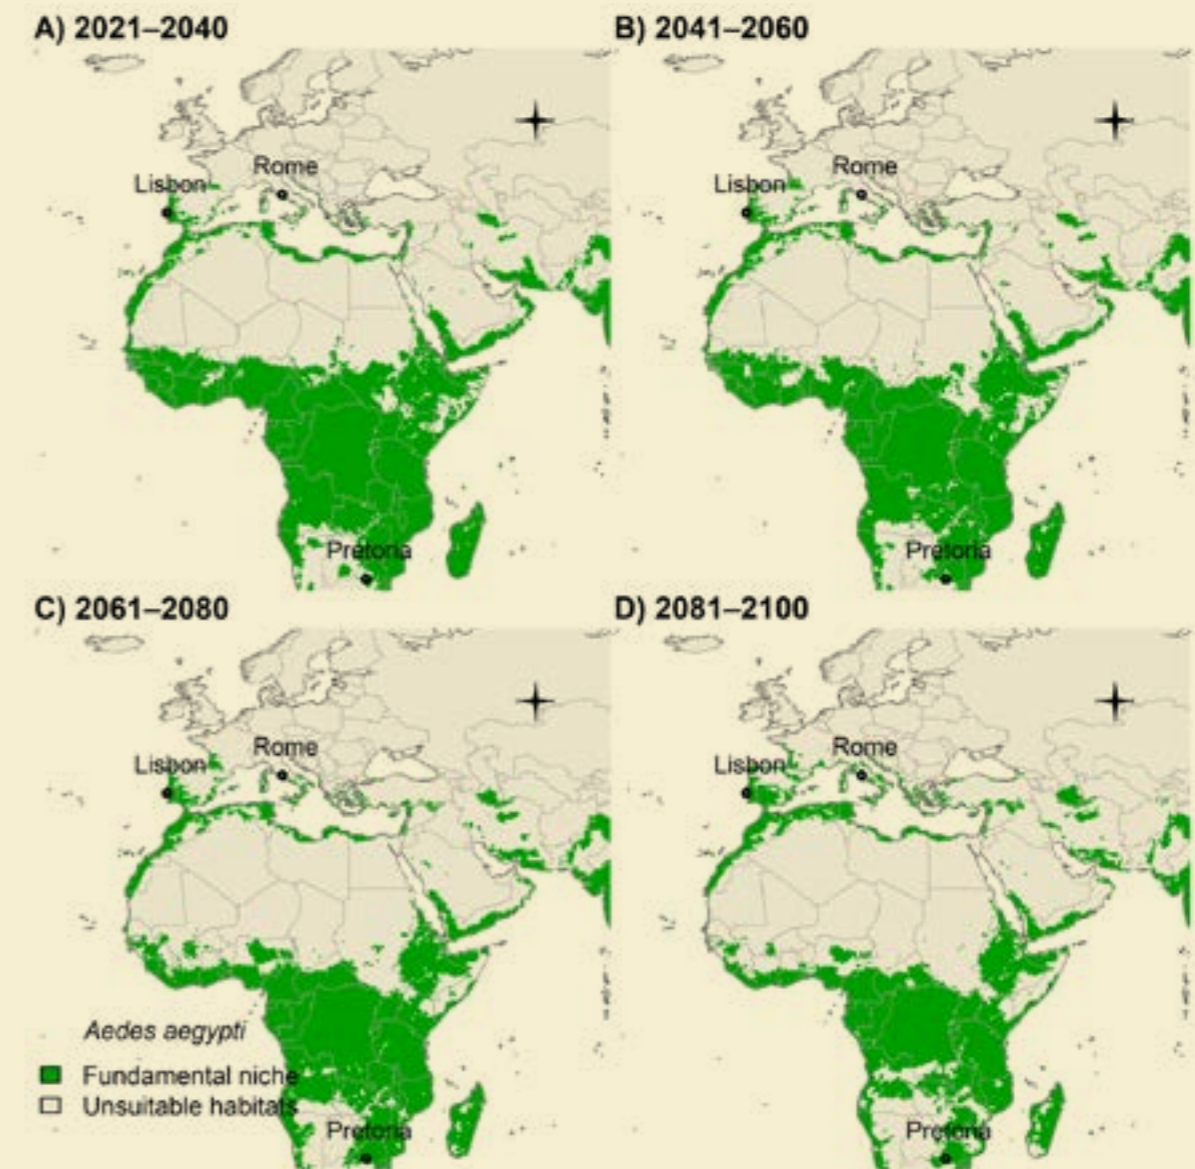 A) 2021–2040
B) 2041–2060
Rome
Lisbon
Rome
Lisbon
Pretoria
Pretoria
C) 2061–2080
D) 2081–2100
Rome
Lisbon
Rome
Lisbon
Aedes aegypti
Fundamental niche
Unsuitable habitats
Pretoria
Pretoria